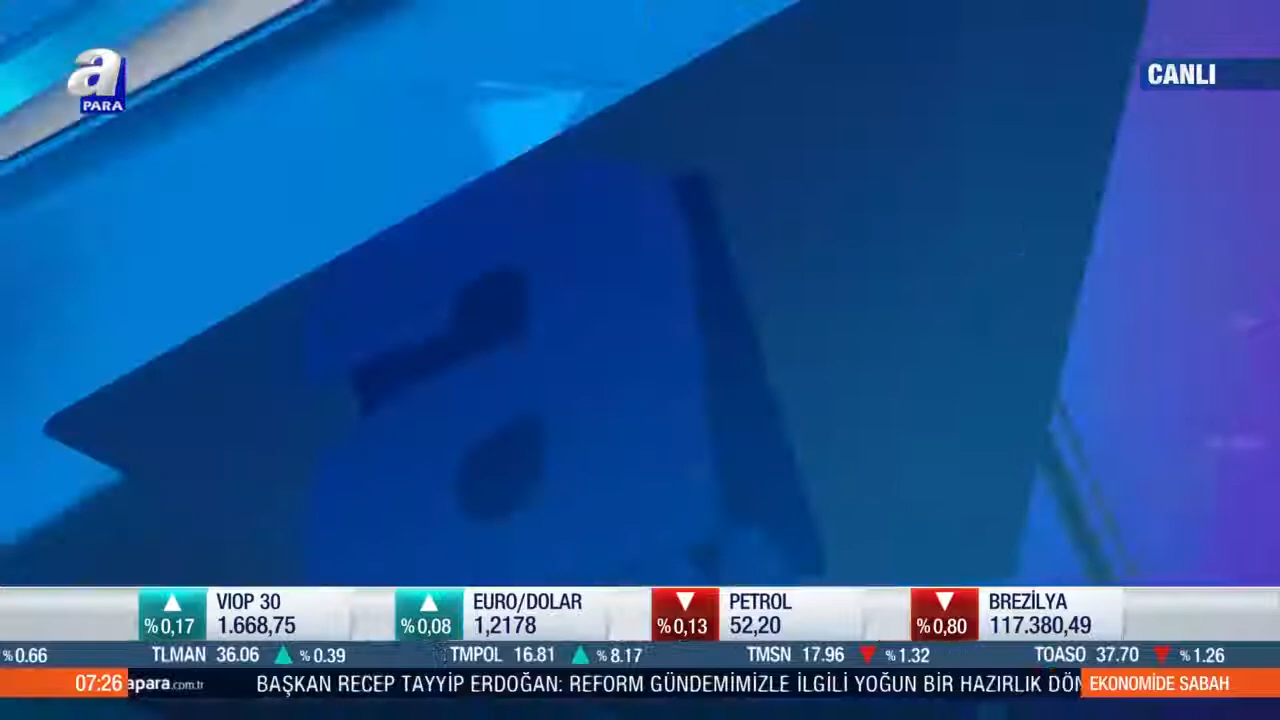 a
PARA
CANLI
%0,17 VIOP 30 1.668,75
%0,08 EURO/DOLAR 1,2178
%0,13 PETROL 52,20
%0,80 BREZİLYA 117.380,49
%0.66 TLMAN 36.06 %0.39 TMPOL 16.81 %8.17 TMSN 17.96 %1.32 TOASO 37.70 %1.26
07:26 apara.com.tr BAŞKAN RECEP TAYYİP ERDOĞAN: REFORM GÜNDEMİMİZLE İLGİLİ YOĞUN BİR HAZIRLIK DÖN EKONOMİDE SABAH